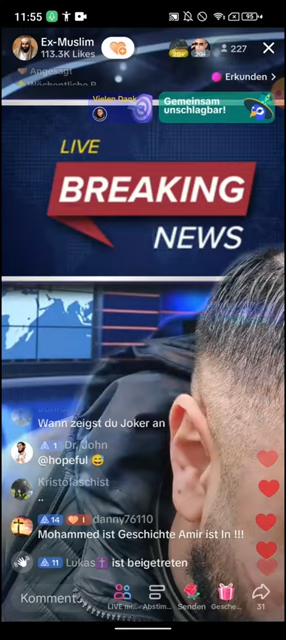 11:55
95
Ex-Muslim
113.3K Likes
227
Angesagt
Erkunden >
Vielen Dank
Gemeinsam
unschlagbar!
LIVE
BREAKING
NEWS
Wann zeigst du Joker an
1 Dr. John
@hopeful 😅
Kristofaschist
..
14 1 danny76110
Mohammed ist Geschichte Amir ist In !!!
11 Lukas✝️ ist beigetreten
Komment...
LIVE mi...
Abstim...
Senden
Gesche...
31